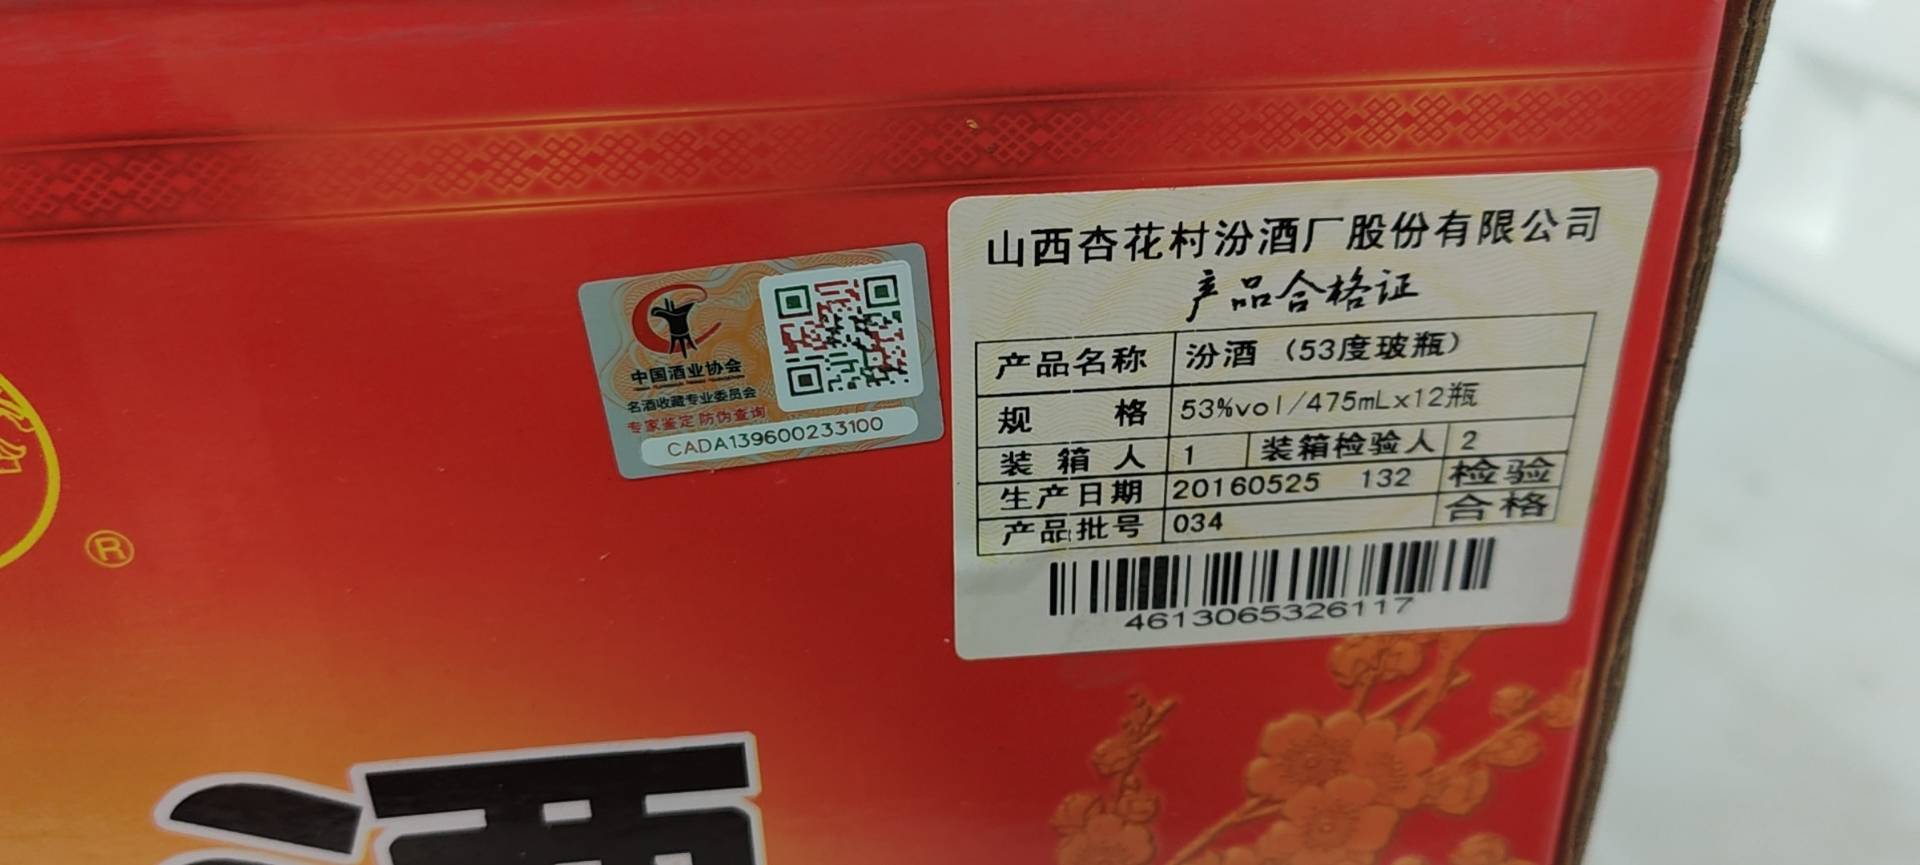 ®
中国酒业协会
名酒收藏专业委员会
专家鉴定 防伪查询
CADA139600233100
山西杏花村汾酒厂股份有限公司
产品合格证
产品名称 汾酒（53度玻瓶）
规 格 53%vol/475mLx12瓶
装 箱 人 1 装箱检验人 2
生产日期 20160525 132 检验
产品批号 034 合格
4613065326117
酒